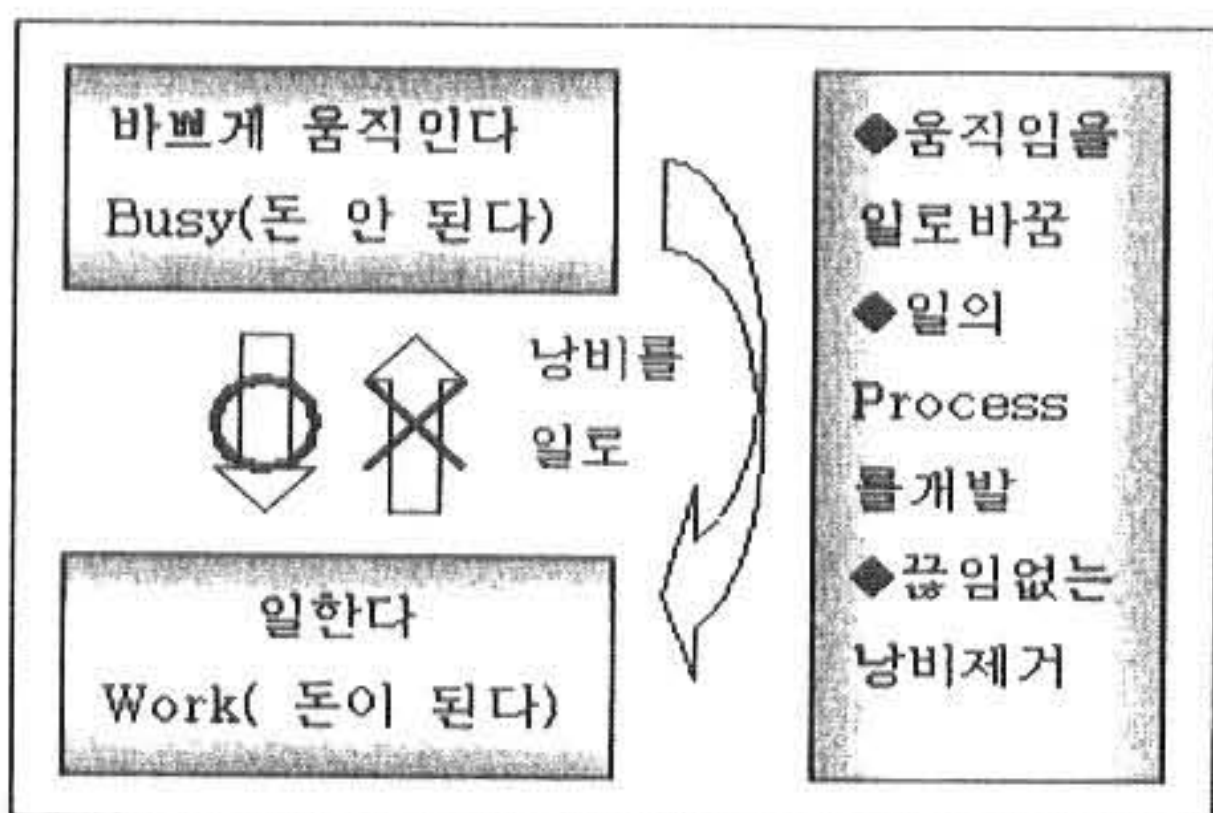 바쁘게 움직인다
Busy(돈 안 된다)
낭비를
일로
일한다
Work( 돈이 된다)
◆움직임을
일로바꿈
◆일의
Process
를개발
◆끊임없는
낭비제거